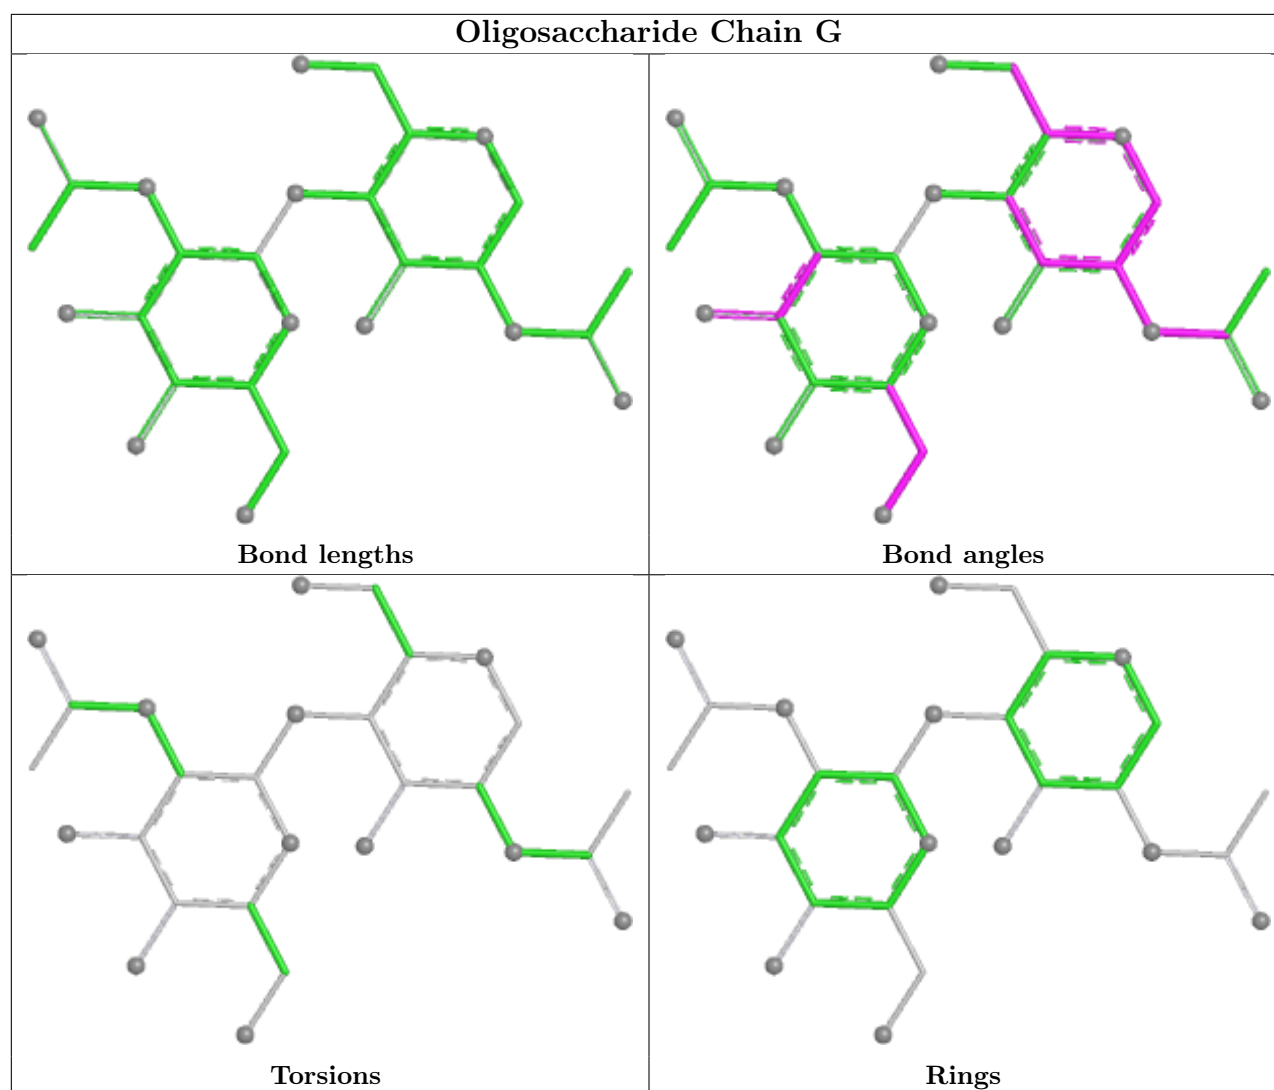 Oligosaccharide Chain G
Bond lengths
Bond angles
Torsions
Rings